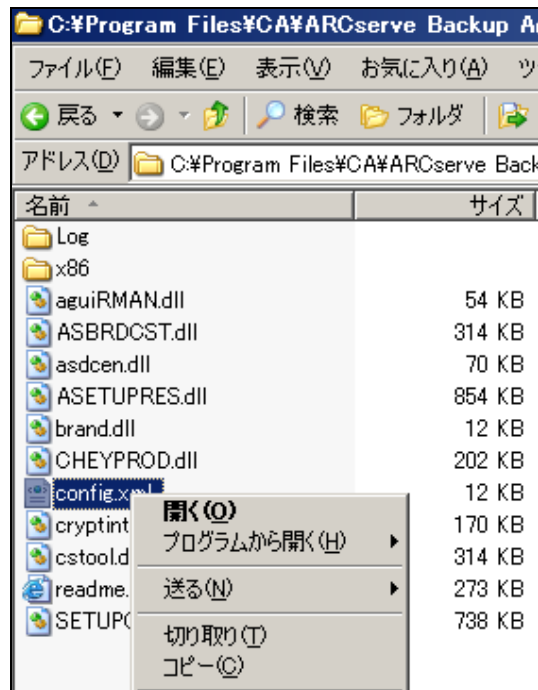 C:¥Program Files¥CA¥ARCserve Backup A
ファイル(F) 編集(E) 表示(V) お気に入り(A) ツ
戻る 検索 フォルダ
アドレス(D) C:¥Program Files¥CA¥ARCserve Back
名前 サイズ
Log
x86
aguiRMAN.dll 54 KB
ASBRDCST.dll 314 KB
asdcen.dll 70 KB
ASETUPRES.dll 854 KB
brand.dll 12 KB
CHEYPROD.dll 202 KB
config.xml 12 KB
cryptint 170 KB
cstool.d 314 KB
readme. 273 KB
SETUP 738 KB
開く(O)
プログラムから開く(H)
送る(N)
切り取り(T)
コピー(C)